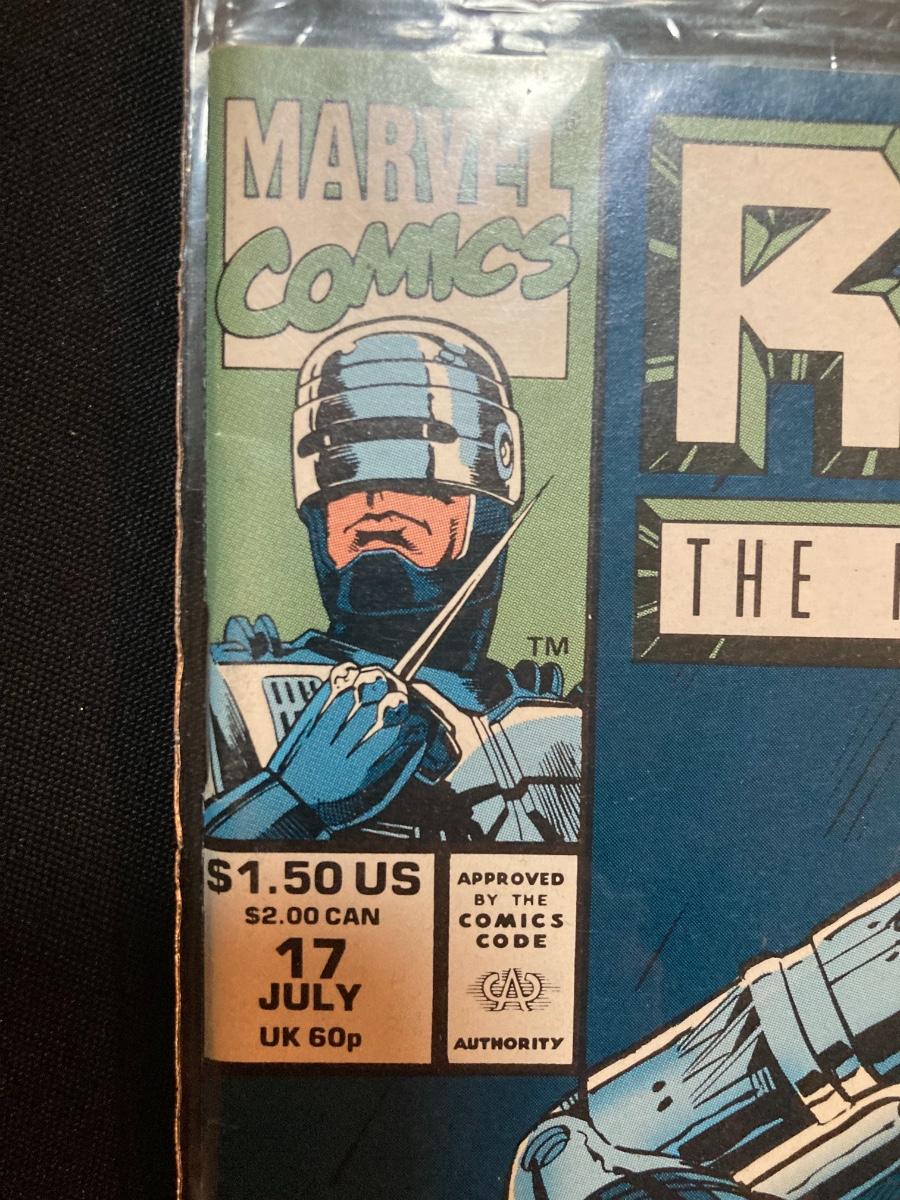 MARVEL
COMICS
R
THE
TM
$1.50 US
$2.00 CAN
17
JULY
UK 60p
APPROVED
BY THE
COMICS
CODE
CA
AUTHORITY